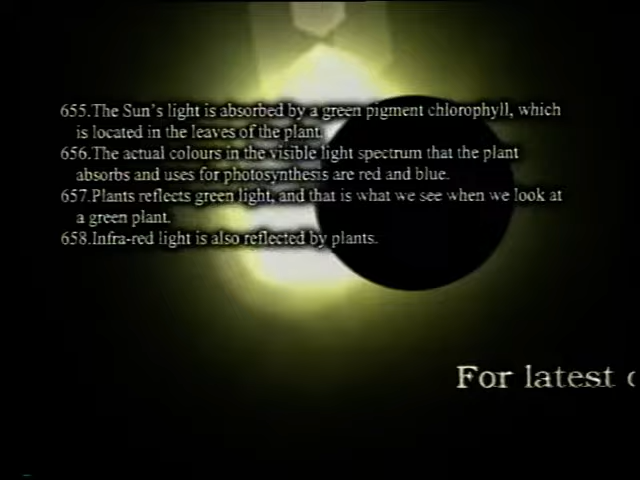 655.The Sun's light is absorbed by a green pigment chlorophyll, which
is located in the leaves of the plant.
656.The actual colours in the visible light spectrum that the plant
absorbs and uses for photosynthesis are red and blue.
657.Plants reflects green light, and that is what we see when we look at
a green plant.
658.Infra-red light is also reflected by plants.
For latest